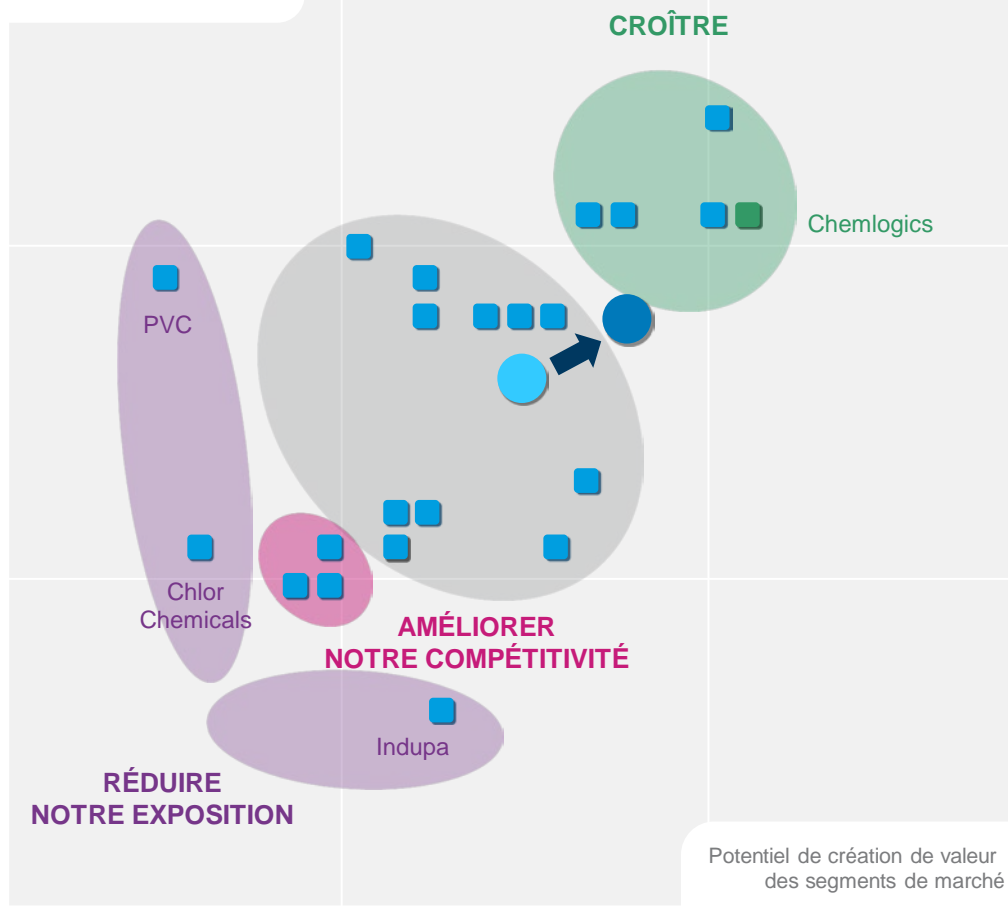 CROÎTRE
Chemlogics
PVC
Chlor
Chemicals
AMÉLIORER
NOTRE COMPÉTITIVITÉ
Indupa
RÉDUIRE
NOTRE EXPOSITION
Potentiel de création de valeur
des segments de marché